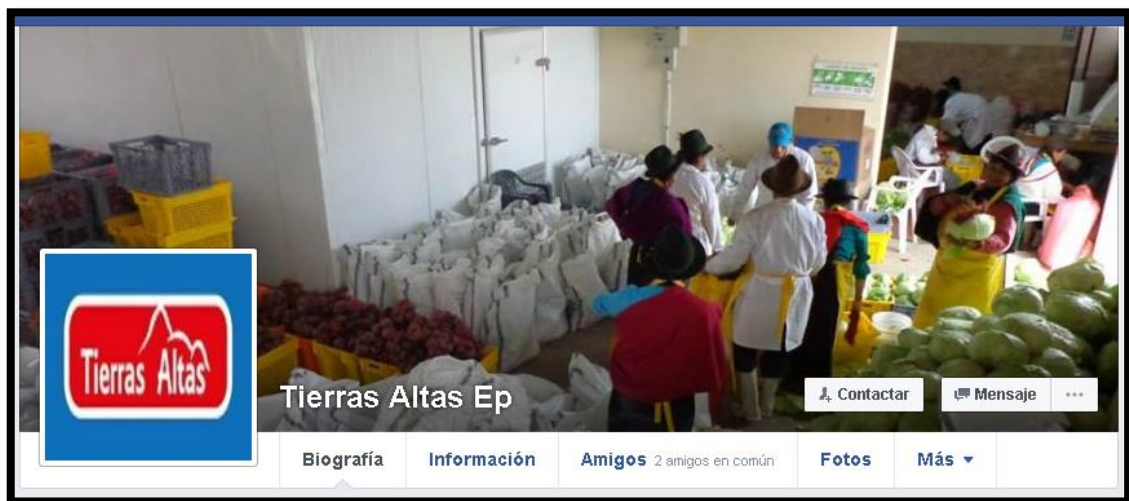 Tierras Altas
Tierras Altas Ep
Contactar
Mensaje
Biografía
Información
Amigos 2 amigos en común
Fotos
Más